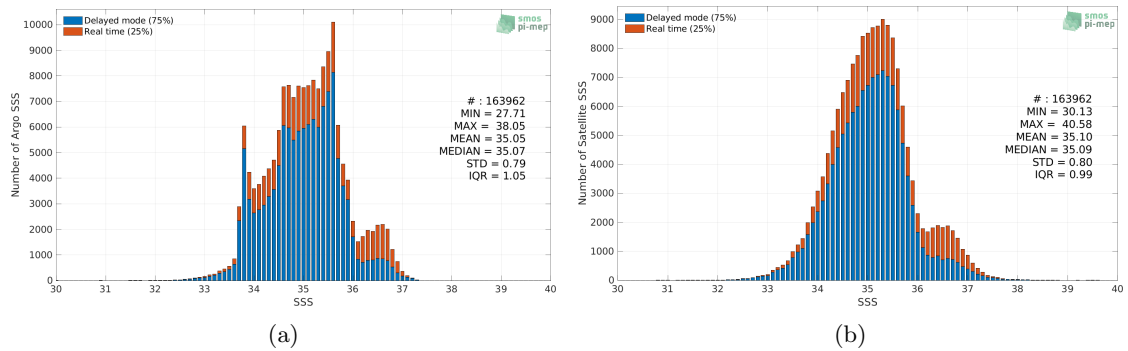 Delayed mode (75%)
Real time (25%)
smos
pi-mep
10000
9000
8000
7000
6000
5000
4000
3000
2000
1000
0
Number of Argo SSS
# : 163962
MIN = 27.71
MAX = 38.05
MEAN = 35.05
MEDIAN = 35.07
STD = 0.79
IQR = 1.05
30 31 32 33 34 35 36 37 38 39 40
SSS
(a)
Delayed mode (75%)
Real time (25%)
smos
pi-mep
9000
8000
7000
6000
5000
4000
3000
2000
1000
0
Number of Satellite SSS
# : 163962
MIN = 30.13
MAX = 40.58
MEAN = 35.10
MEDIAN = 35.09
STD = 0.80
IQR = 0.99
30 31 32 33 34 35 36 37 38 39 40
SSS
(b)